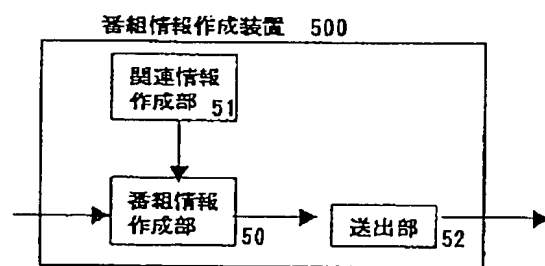 番組情報作成装置 500
関連情報
作成部 51
番組情報
作成部 50
送出部 52